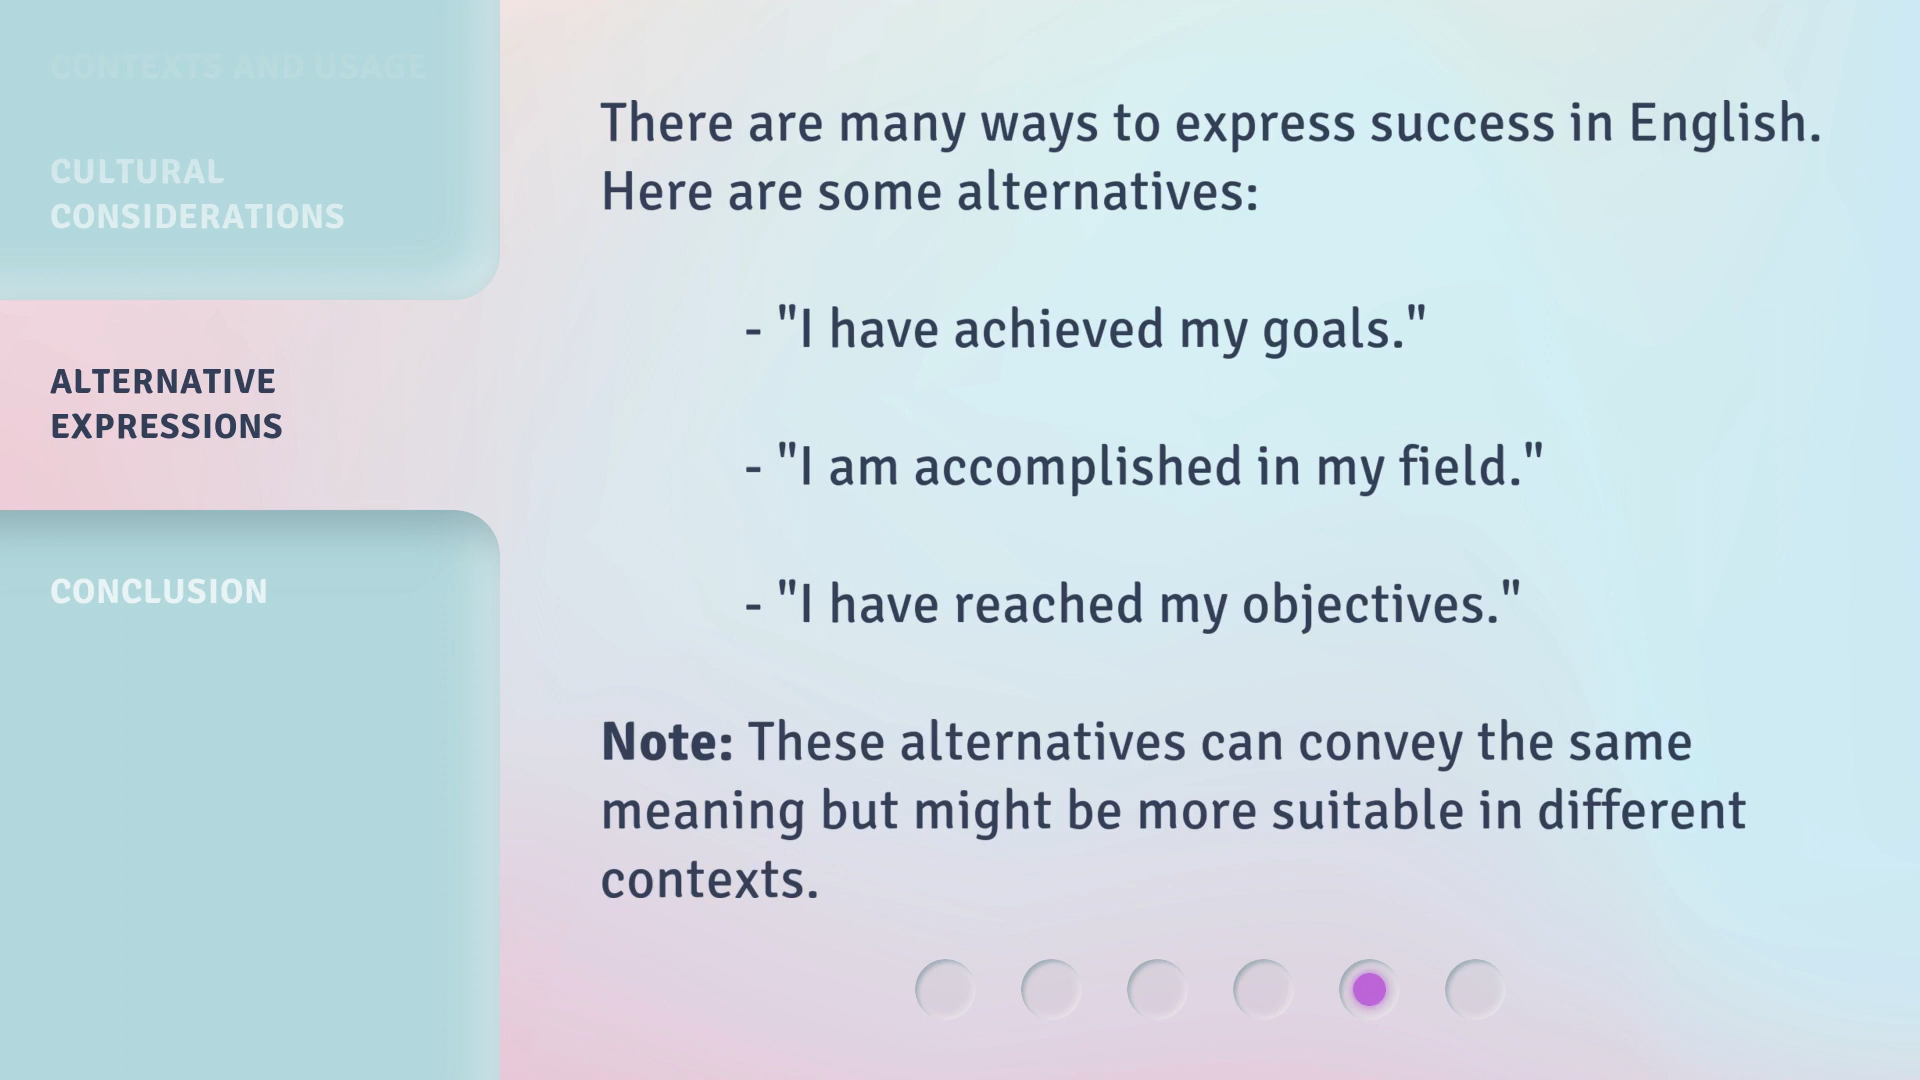 CONTEXTS AND USAGE
CULTURAL
CONSIDERATIONS
ALTERNATIVE
EXPRESSIONS
CONCLUSION
There are many ways to express success in English.
Here are some alternatives:
- "I have achieved my goals."
- "I am accomplished in my field."
- "I have reached my objectives."
Note: These alternatives can convey the same
meaning but might be more suitable in different
contexts.